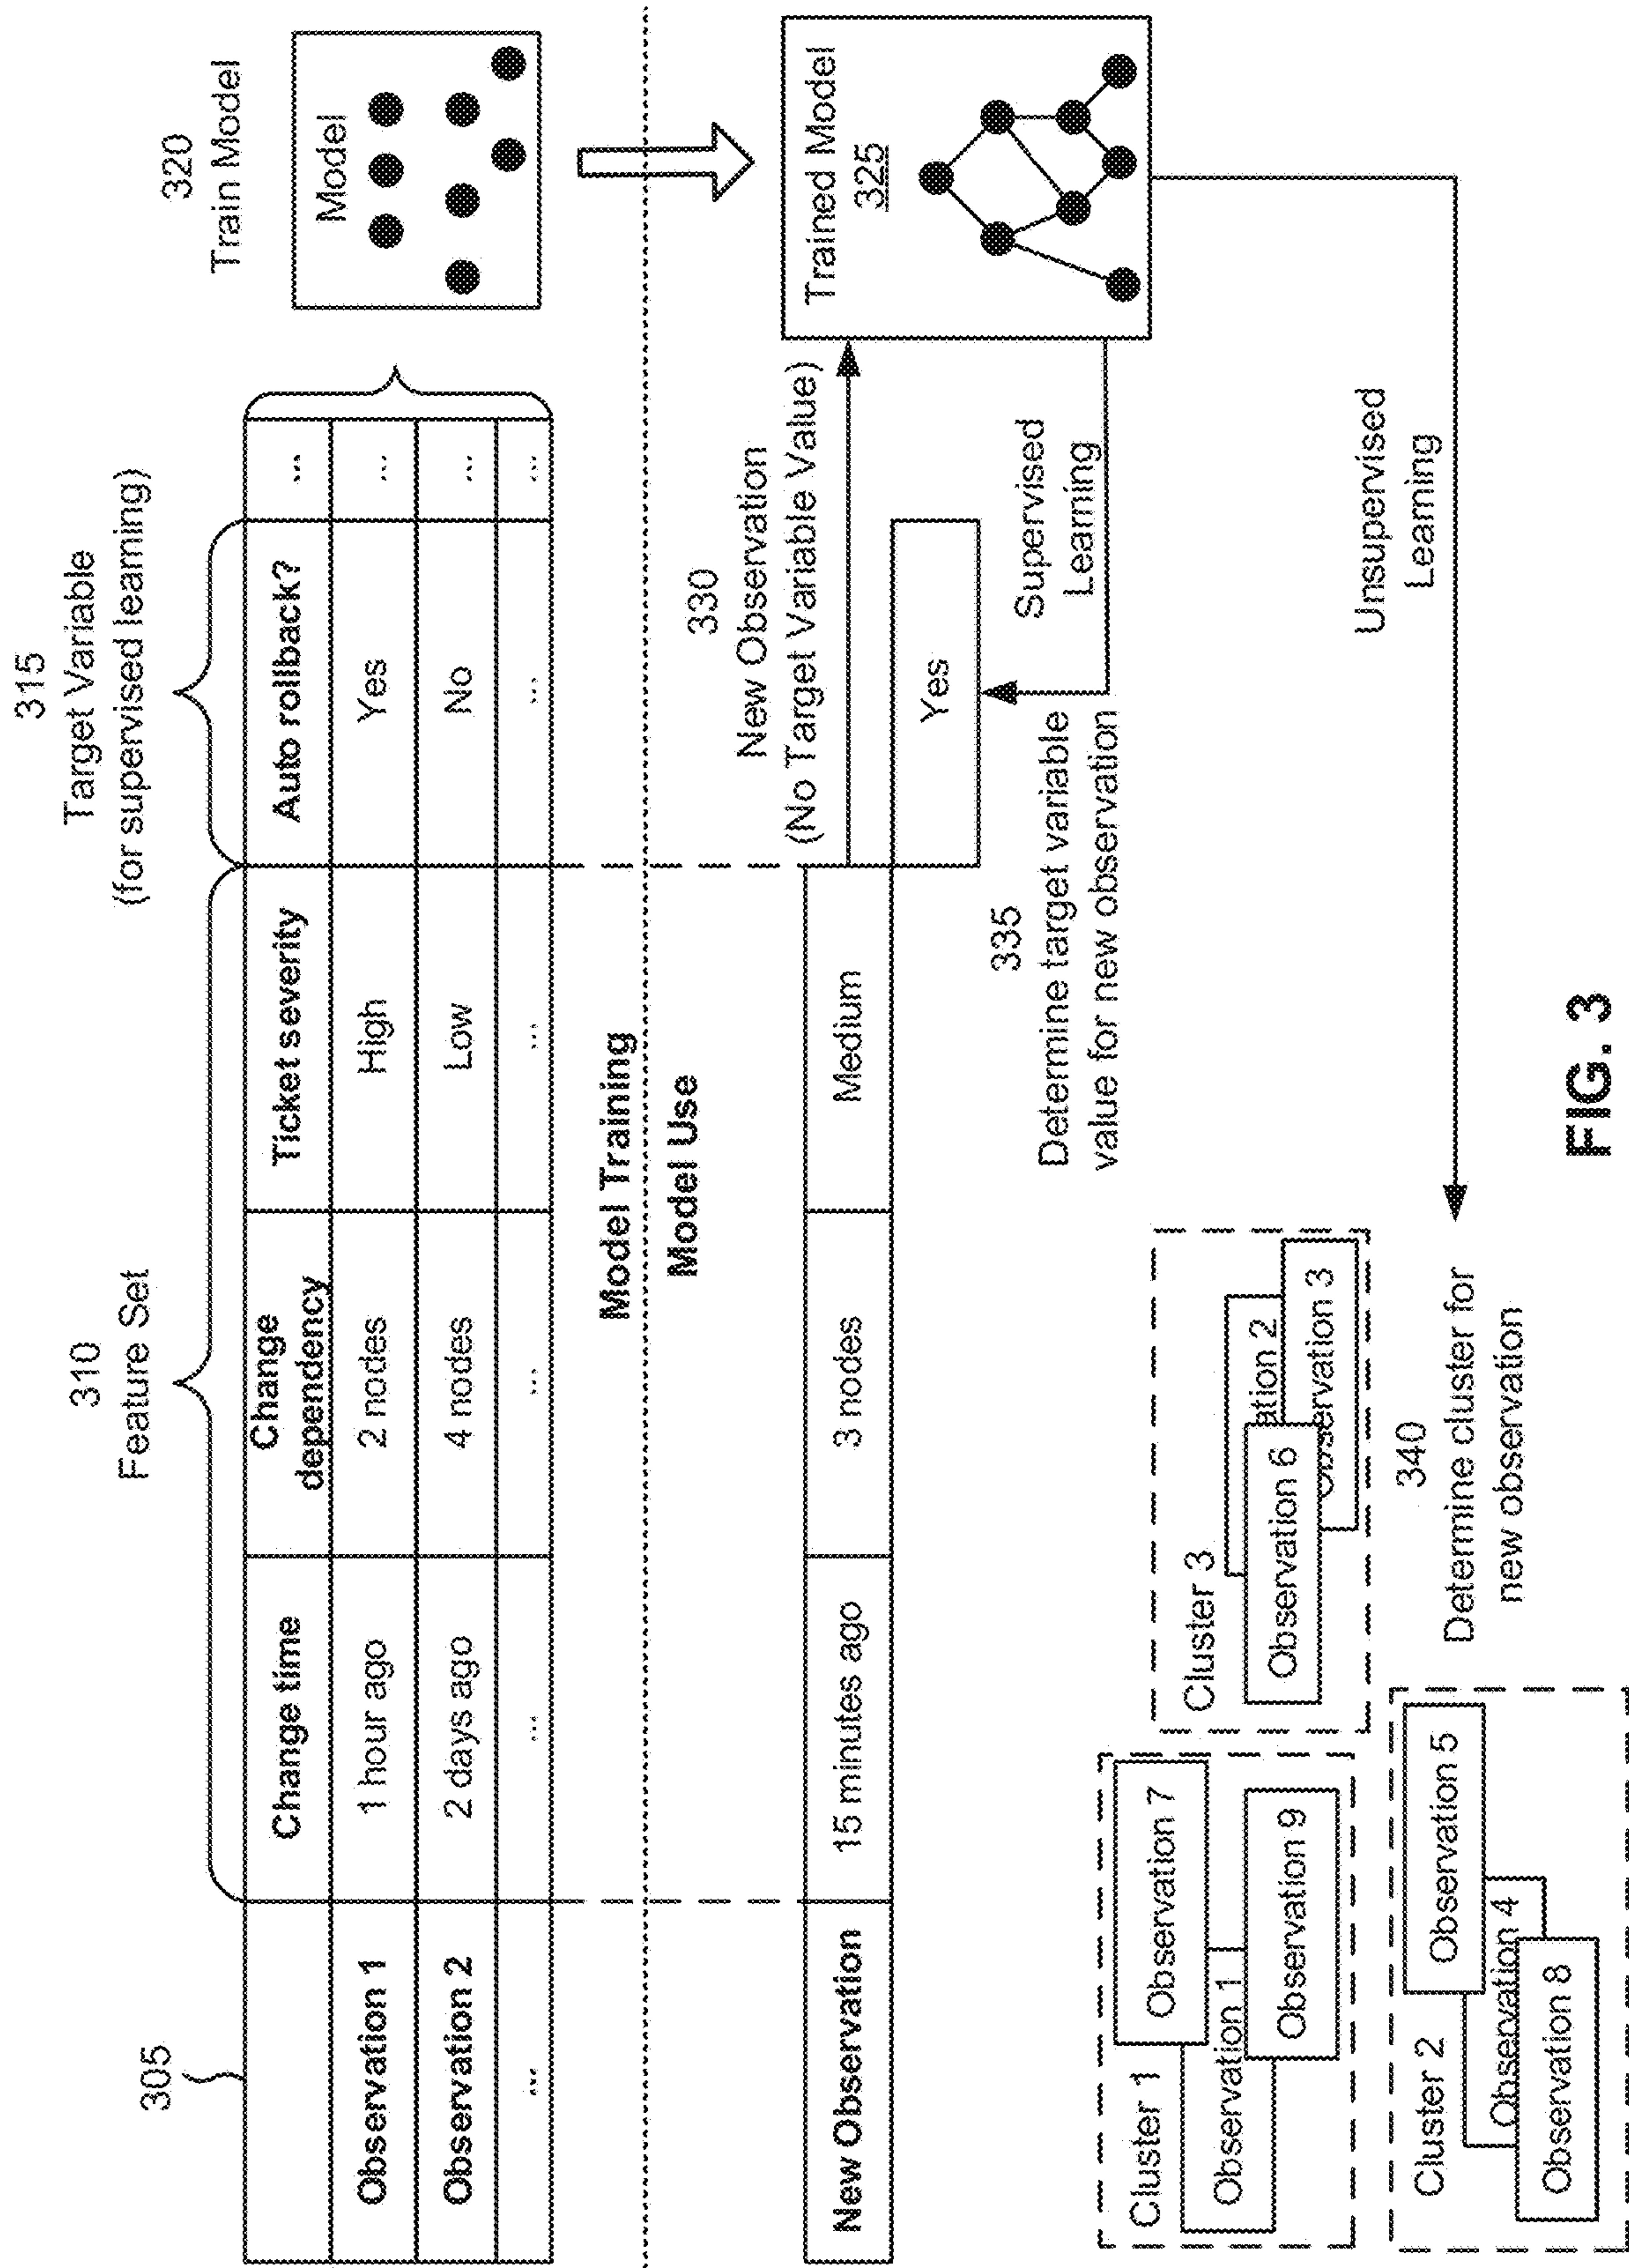 305
310
Feature Set
315
Target Variable
(for supervised learning)
320
Train Model
Change time
Change
dependency
Ticket severity
Auto rollback?
...
Observation 1
1 hour ago
2 nodes
High
Yes
...
Observation 2
2 days ago
4 nodes
Low
No
...
...
...
...
...
...
...
Model
Model Training
Model Use
330
New Observation
(No Target Variable Value)
Trained Model
325
New Observation
15 minutes ago
3 nodes
Medium
Yes
335
Determine target variable
value for new observation
Supervised
Learning
Unsupervised
Learning
Cluster 1
Observation 7
Observation 1
Observation 9
Cluster 3
ation 2
Observation 6
Observation 3
Cluster 2
Observation 5
Observation 4
Observation 8
340
Determine cluster for
new observation
FIG. 3